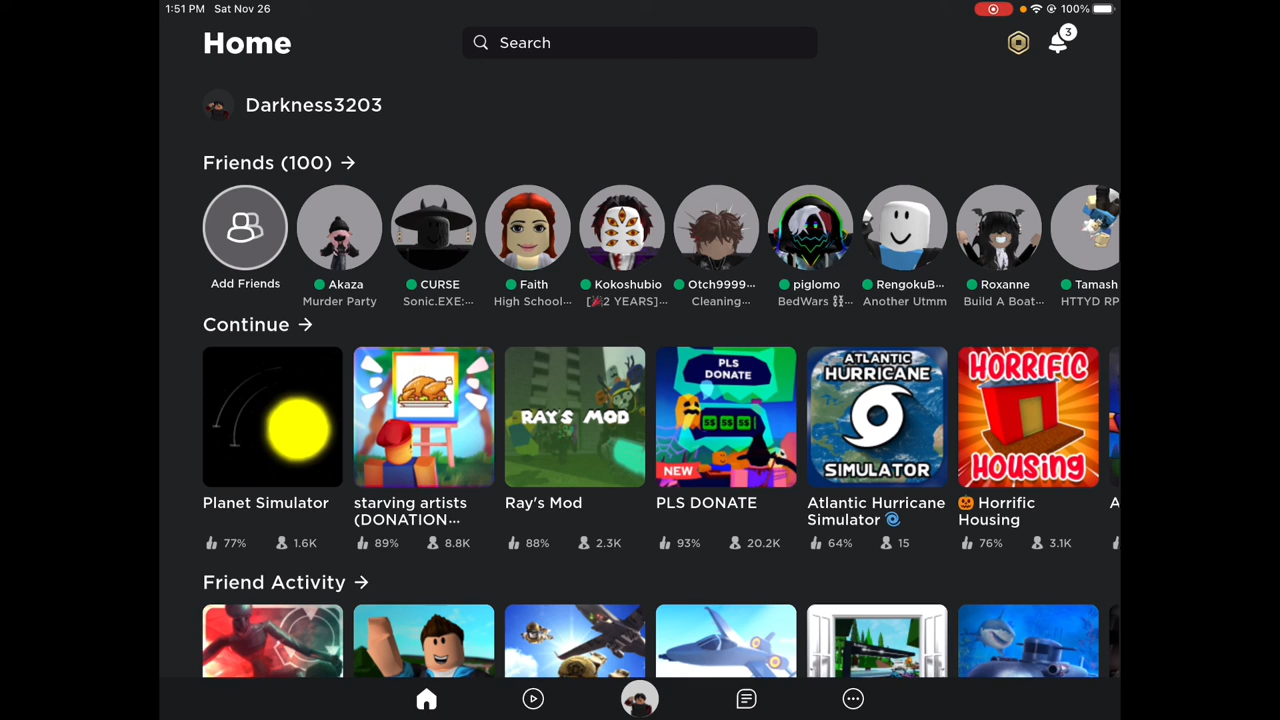 1:51 PM Sat Nov 26
100%
Home
Search
3
Darkness3203
Friends (100)
Add Friends
Akaza
Murder Party
CURSE
Sonic.EXE:...
Faith
High School...
Kokoshubio
[🎉2 YEARS]...
Otch9999...
Cleaning...
piglomo
BedWars ...
RengokuB...
Another Utmm
Roxanne
Build A Boat...
Tamash
HTTYD RP
Continue
RAY'S MOD
PLS
DONATE
NEW
ATLANTIC
HURRICANE
SIMULATOR
HORRIFIC
HOUSING
Planet Simulator
77% 1.6K
starving artists
(DONATION...
89% 8.8K
Ray's Mod
88% 2.3K
PLS DONATE
93% 20.2K
Atlantic Hurricane
Simulator 🌀
64% 15
🎃 Horrific
Housing
76% 3.1K
A
Friend Activity